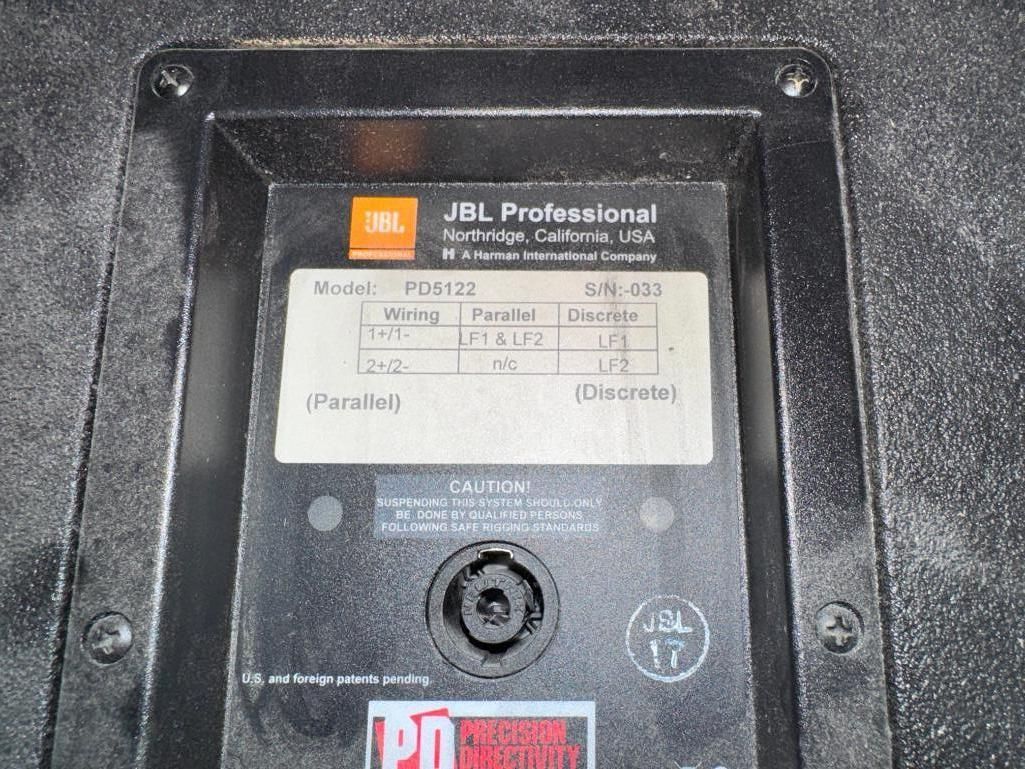 JBL
PROFESSIONAL
JBL Professional
Northridge, California, USA
H A Harman International Company
Model: PD5122 S/N:-033
Wiring Parallel Discrete
1+/1- LF1 & LF2 LF1
2+/2- n/c LF2
(Parallel) (Discrete)
CAUTION!
SUSPENDING THIS SYSTEM SHOULD ONLY
BE DONE BY QUALIFIED PERSONS
FOLLOWING SAFE RIGGING STANDARDS
JBL
17
U.S. and foreign patents pending.
PD PRECISION
DIRECTIVITY